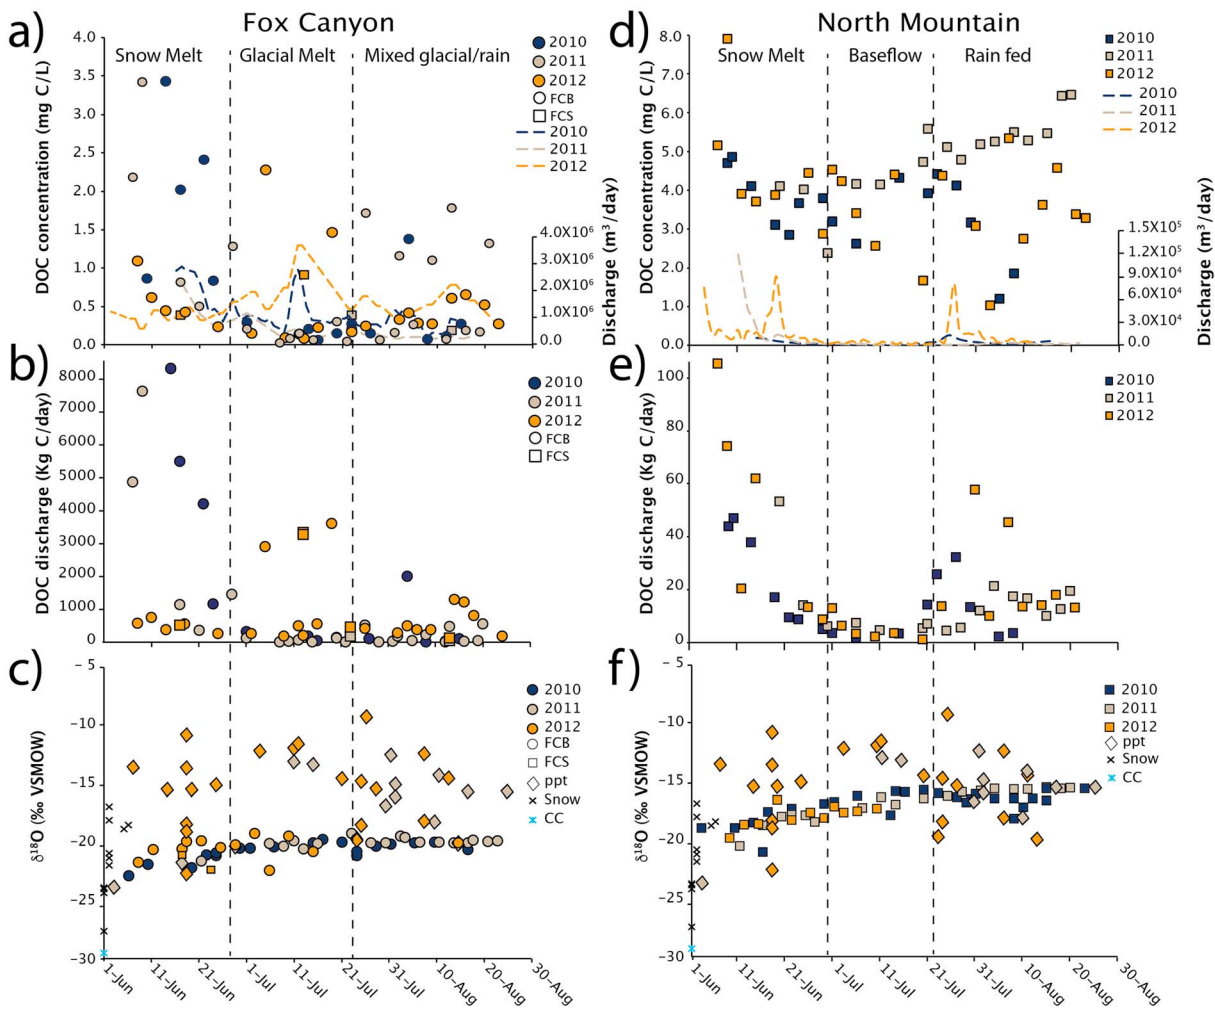 a)
Fox Canyon
DOC concentration (mg C/L)
4.0
3.5
3.0
2.5
2.0
1.5
1.0
0.5
0.0
Snow Melt
Glacial Melt
Mixed glacial/rain
2010
2011
2012
FCB
FCS
2010
2011
2012
4.0X10⁶
3.0X10⁶
2.0X10⁶
1.0X10⁶
0.0
Discharge (m³/day)
b)
DOC discharge (Kg C/day)
8000
7000
6000
5000
4000
3000
2000
1000
0
2010
2011
2012
FCB
FCS
c)
δ¹⁸O (‰ VSMOW)
– 5
–10
–15
–20
–25
–30
2010
2011
2012
FCB
FCS
ppt
Snow
CC
1-Jun
11-Jun
21-Jun
1-Jul
11-Jul
21-Jul
31-Jul
10-Aug
20-Aug
30-Aug
d)
North Mountain
DOC concentration (mg C/L)
8.0
7.0
6.0
5.0
4.0
3.0
2.0
1.0
0.0
Snow Melt
Baseflow
Rain fed
2010
2011
2012
2010
2011
2012
1.5X10⁵
1.2X10⁵
9.0X10⁴
6.0X10⁴
3.0X10⁴
0.0
Discharge (m³/day)
e)
DOC discharge (Kg C/day)
100
80
60
40
20
0
2010
2011
2012
f)
δ¹⁸O (‰ VSMOW)
– 5
–10
–15
–20
–25
–30
2010
2011
2012
ppt
Snow
CC
1-Jun
11-Jun
21-Jun
1-Jul
11-Jul
21-Jul
31-Jul
10-Aug
20-Aug
30-Aug